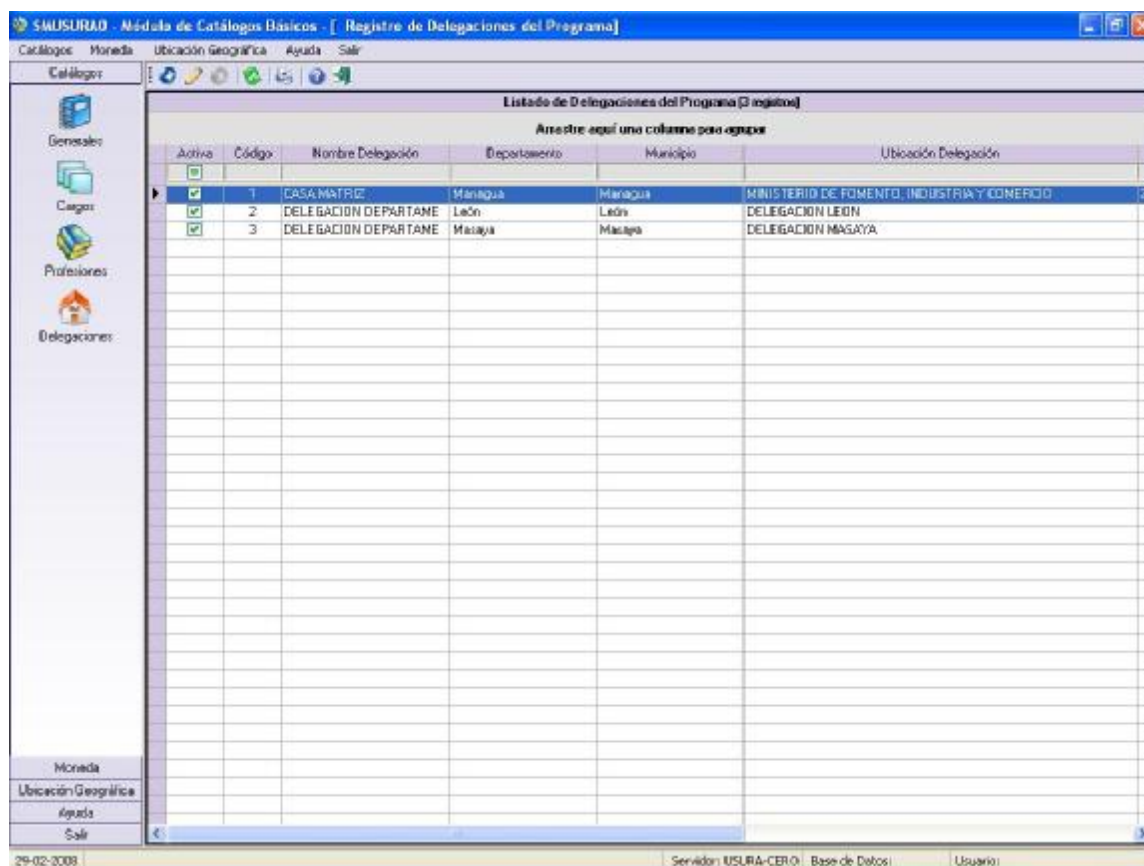 SMUSURA0 - Módulo de Catálogos Básicos - [ Registro de Delegaciones del Programa]
Catálogos Moneda Ubicación Geográfica Ayuda Salir
Catálogos
Listado de Delegaciones del Programa [3 registros]
Arrastre aquí una columna para agrupar
Generales
Activa Código Nombre Delegación Departamento Municipio Ubicación Delegación
1 CASA MATRIZ Managua Managua MINISTERIO DE FOMENTO, INDUSTRIA Y COMERCIO
Cargos
2 DELEGACION DEPARTAME León León DELEGACION LEON
3 DELEGACION DEPARTAME Masaya Masaya DELEGACION MASAYA
Profesiones
Delegaciones
Moneda
Ubicación Geográfica
Ayuda
Salir
29-02-2008 Servidor: USURA-CERO Base de Datos: Usuario: